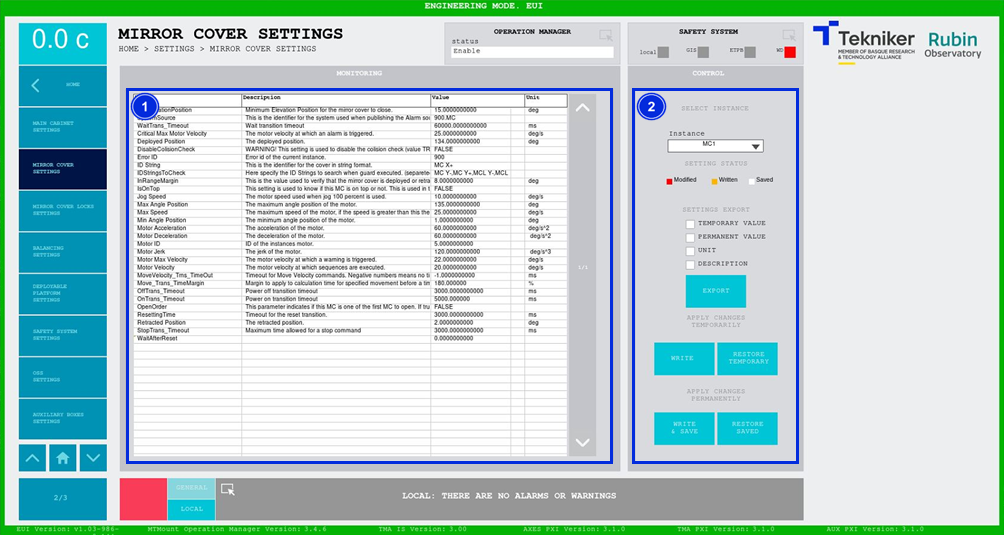 ENGINEERING MODE. EUI
0.0 c
MIRROR COVER SETTINGS
HOME > SETTINGS > MIRROR COVER SETTINGS
OPERATION MANAGER
status
Enable
SAFETY SYSTEM
local
GIS
ETPB
WD
Tekniker
MEMBER OF BASQUE RESEARCH
& TECHNOLOGY ALLIANCE
Rubin
Observatory
HOME
MAIN CABINET
SETTINGS
MIRROR COVER
SETTINGS
MIRROR COVER LOCKS
SETTINGS
BALANCING
SETTINGS
DEPLOYABLE
PLATFORM
SETTINGS
SAFETY SYSTEM
SETTINGS
OSS
SETTINGS
AUXILIARY BOXES
SETTINGS
2/3
MONITORING
1
Description Value Unit
ationPosition Minimum Elevation Position for the mirror cover to close. 15.0000000000 deg
Source This is the identifier for the system used when publishing the Alarm so 900.MC
WaitTrans_Timeout Wait transition timeout 60000.0000000000 ms
Critical Max Motor Velocity The motor velocity at which an alarm is triggered. 25.0000000000 deg/s
Deployed Position The deployed position. 134.0000000000 deg
DisableCollisionCheck WARNING! This setting is used to disable the colision check (value TR FALSE
Error ID Error id of the current instance. 900
ID String This is the identifier for the cover in string format. MC X+
IDStringsToCheck Here specify the ID Strings to search when guard executed. (separate MC Y-,MC Y+,MCL Y-,MCL
InRangeMargin This is the value used to verify that the mirror cover is deployed or retra 8.0000000000 deg
IsOnTop This setting is used to know if this MC is on top or not. This is used in t FALSE
Jog Speed The motor speed used when jog 100 percent is used. 10.0000000000 deg/s
Max Angle Position The maximum angle position of the motor. 135.0000000000 deg
Max Speed The maximum speed of the motor, if the speed is greater than this the 25.0000000000 deg/s
Min Angle Position The minimum angle position of the motor. 1.0000000000 deg
Motor Acceleration The acceleration of the motor. 60.0000000000 deg/s^2
Motor Deceleration The deceleration of the motor. 60.0000000000 deg/s^2
Motor ID ID of the instances motor. 5.0000000000
Motor Jerk The jerk of the motor. 120.0000000000 deg/s^3
Motor Max Velocity The motor velocity at which a warning is triggered. 22.0000000000 deg/s
Motor Velocity The motor velocity at which sequences are executed. 20.0000000000 deg/s
MoveVelocity_Tms_TimeOut Timeout for Move Velocity commands. Negative numbers means no ti -1.0000000000 ms
Move_Trans_TimeMargin Margin to apply to calculation time for specified movement before a tim 180.0000000 %
OffTrans_Timeout Power off transition timeout 3000.0000000000 ms
OnTrans_Timeout Power on transition timeout 5000.0000000 ms
OpenOrder This parameter indicates if this MC is one of the first MC to open. If tru FALSE
ResettingTime Timeout for the reset transition. 3000.0000000000 ms
Retracted Position The retracted position. 2.0000000000 deg
StopTrans_Timeout Maximum time allowed for a stop command 3000.0000000000 ms
WaitAfterReset 0.0000000000
1/1
CONTROL
2
SELECT INSTANCE
Instance
MC1
SETTING STATUS
Modified
Written
Saved
SETTINGS EXPORT
TEMPORARY VALUE
PERMANENT VALUE
UNIT
DESCRIPTION
EXPORT
APPLY CHANGES
TEMPORARILY
WRITE
RESTORE
TEMPORARY
APPLY CHANGES
PERMANENTLY
WRITE
& SAVE
RESTORE
SAVED
GENERAL
LOCAL
LOCAL: THERE ARE NO ALARMS OR WARNINGS
EUI Version: v1.03-986-
MTMount Operation Manager Version: 3.4.6
TMA IS Version: 3.00
AXES PXI Version: 3.1.0
TMA PXI Version: 3.1.0
AUX PXI Version: 3.1.0